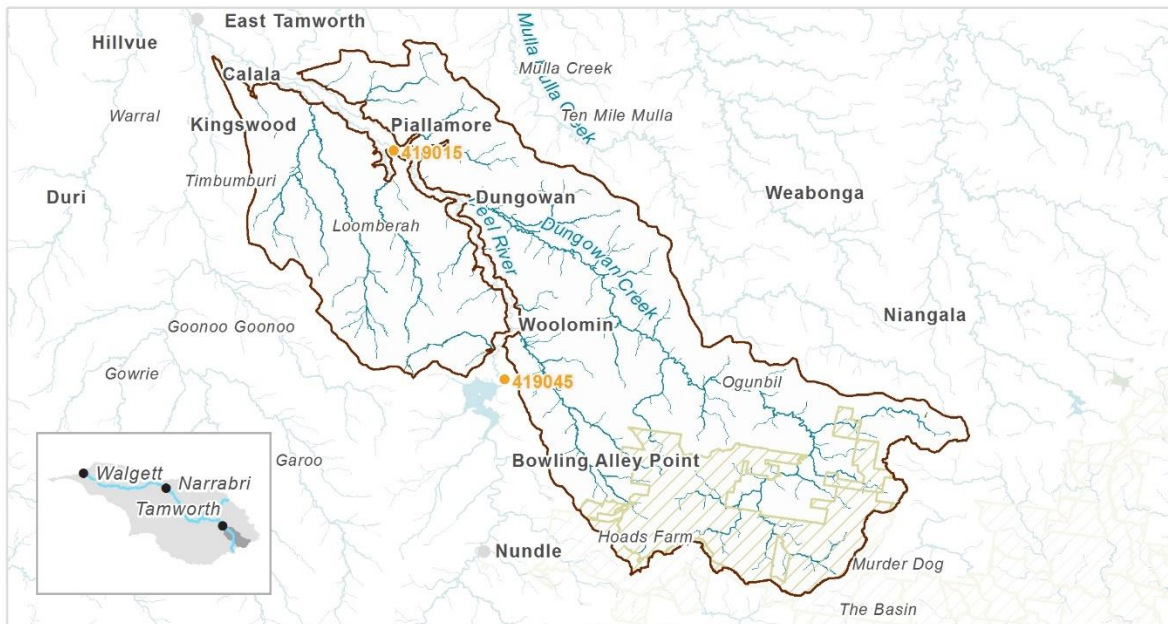 East Tamworth
Hillvue
Mulla Mulla Creek
Mulla Creek
Calala
Warral
Kingswood
Piallamore
Ten Mile Mulla
419015
Timbumburi
Duri
Weabonga
Dungowan
Loomberah
Peel River
Dungowan Creek
Niangala
Goonoo Goonoo
Woolomin
Gowrie
419045
Ogunbil
Garoo
Bowling Alley Point
Walgett
Narrabri
Tamworth
Hoads Farm
Nundle
Murder Dog
The Basin